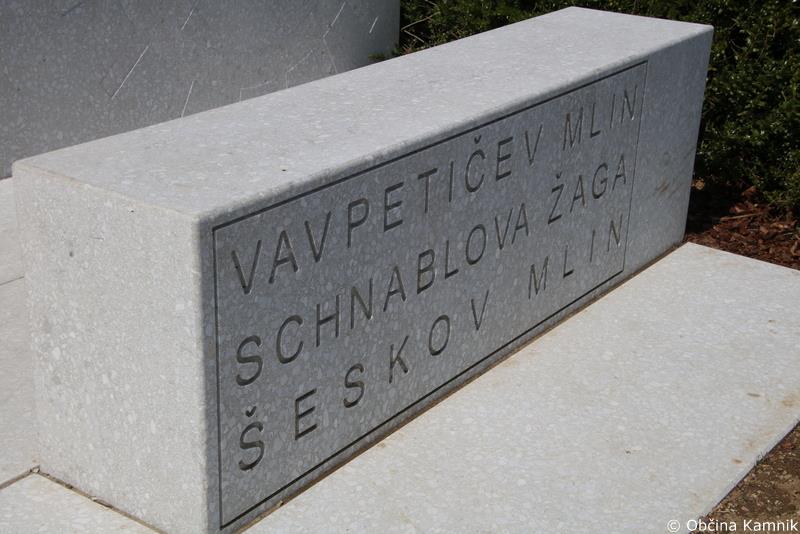 VAVPETIČEV MLIN
SCHNABLOVA ŽAGA
ŠESKOV MLIN
© Občina Kamnik